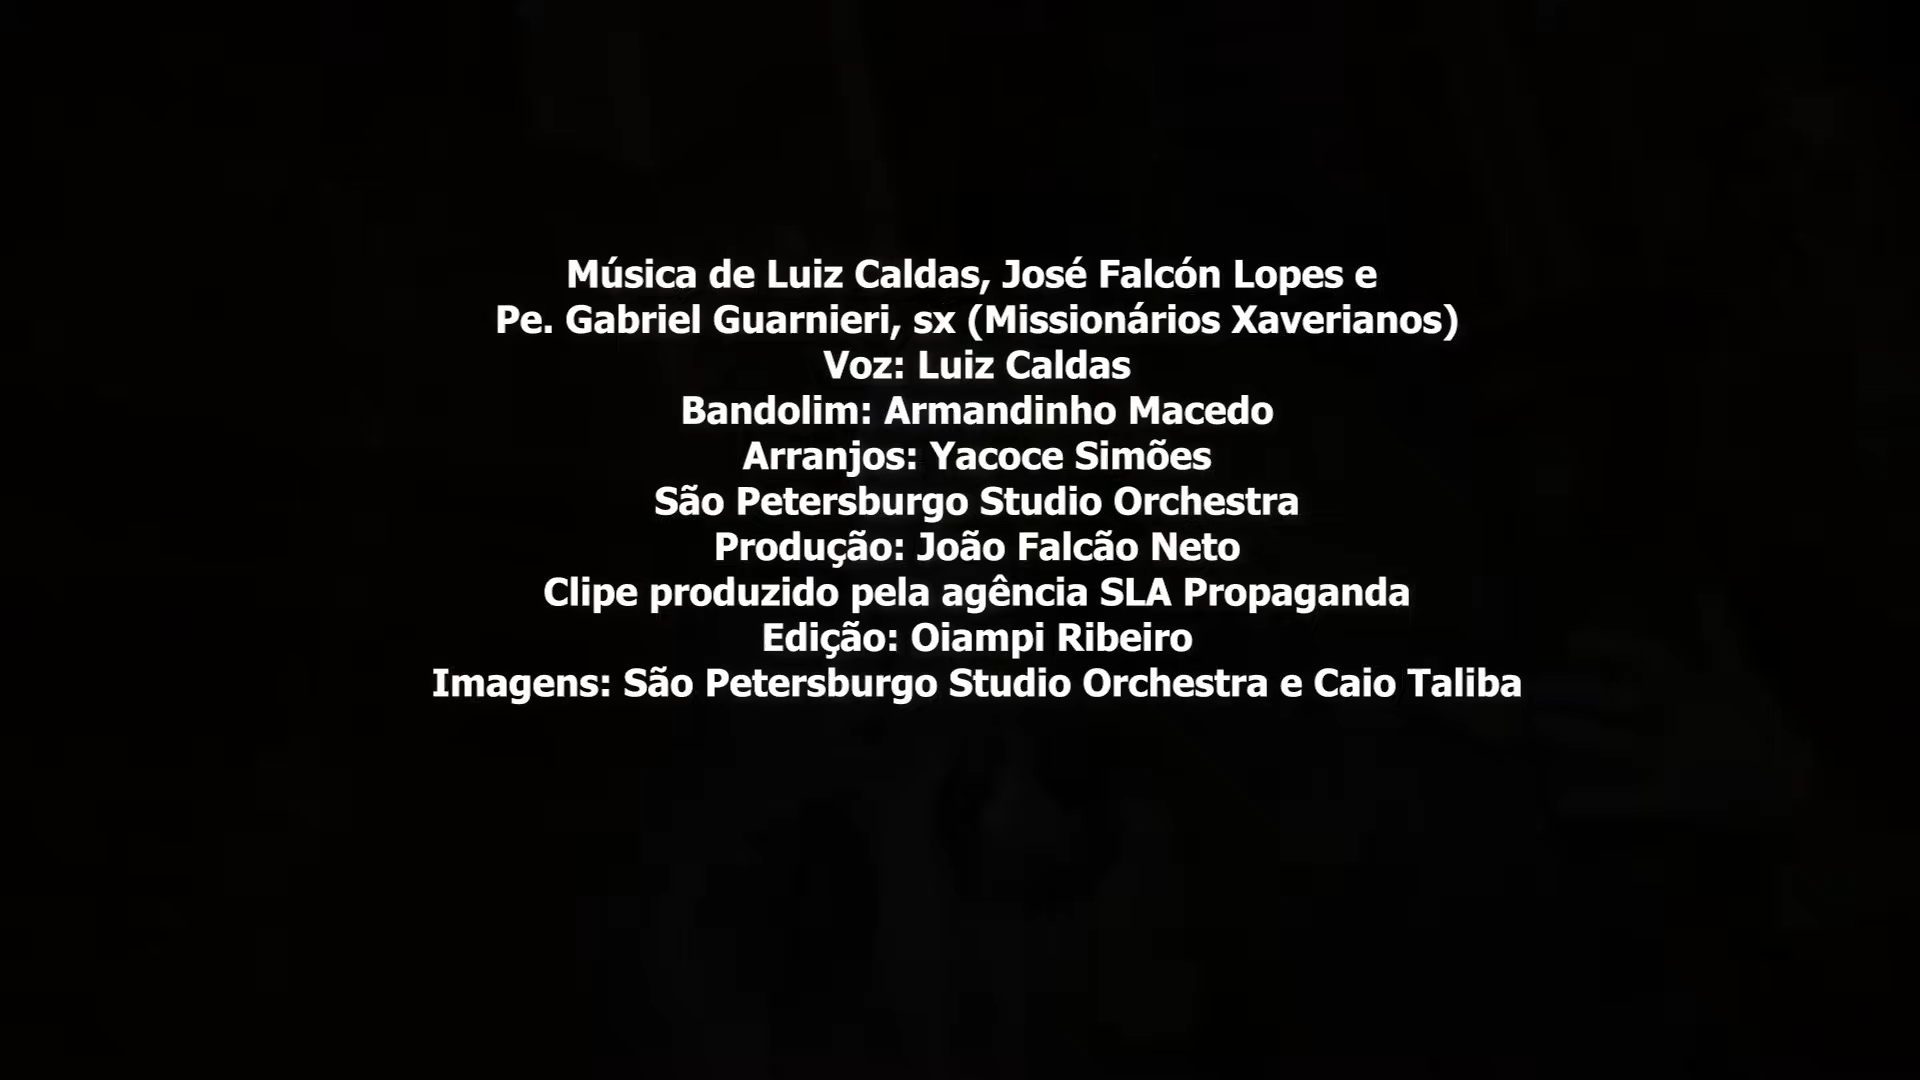 Música de Luiz Caldas, José Falcón Lopes e
Pe. Gabriel Guarnieri, sx (Missionários Xaverianos)
Voz: Luiz Caldas
Bandolim: Armandinho Macedo
Arranjos: Yacoce Simões
São Petersburgo Studio Orchestra
Produção: João Falcão Neto
Clipe produzido pela agência SLA Propaganda
Edição: Oiampi Ribeiro
Imagens: São Petersburgo Studio Orchestra e Caio Taliba